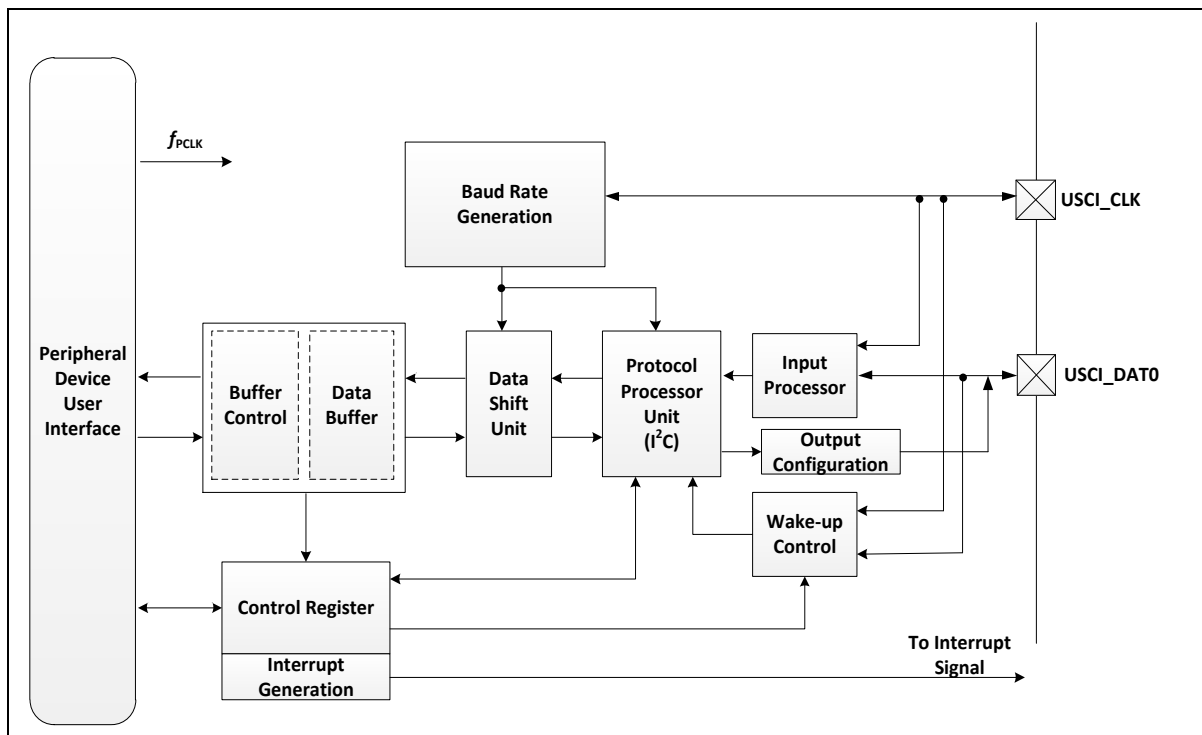 fPCLK
Baud Rate
Generation
USCI_CLK
Peripheral
Device
User
Interface
Buffer
Control
Data
Buffer
Data
Shift
Unit
Protocol
Processor
Unit
(I²C)
Input
Processor
USCI_DAT0
Output
Configuration
Wake-up
Control
Control Register
Interrupt
Generation
To Interrupt
Signal